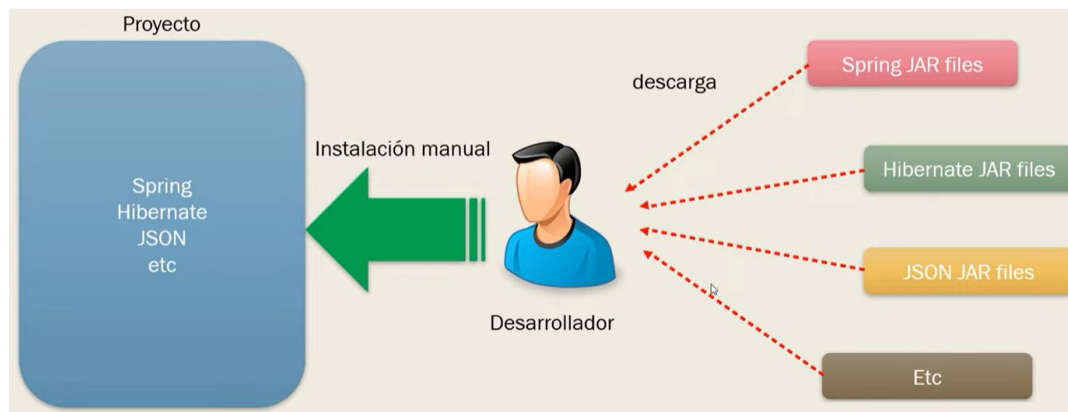 Proyecto
Spring
Hibernate
JSON
etc
Instalación manual
Desarrollador
descarga
Spring JAR files
Hibernate JAR files
JSON JAR files
Etc